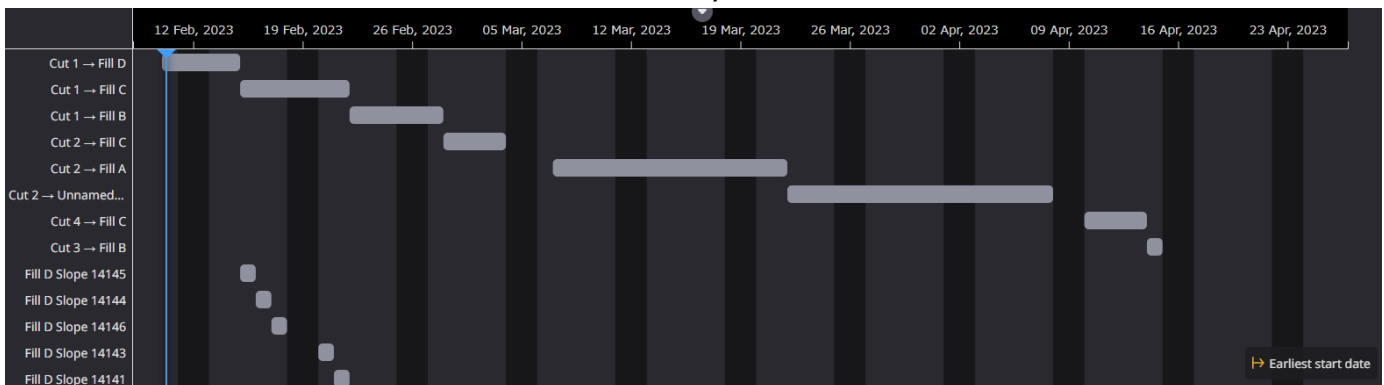 12 Feb, 2023 19 Feb, 2023 26 Feb, 2023 05 Mar, 2023 12 Mar, 2023 19 Mar, 2023 26 Mar, 2023 02 Apr, 2023 09 Apr, 2023 16 Apr, 2023 23 Apr, 2023
Cut 1 → Fill D
Cut 1 → Fill C
Cut 1 → Fill B
Cut 2 → Fill C
Cut 2 → Fill A
Cut 2 → Unnamed...
Cut 4 → Fill C
Cut 3 → Fill B
Fill D Slope 14145
Fill D Slope 14144
Fill D Slope 14146
Fill D Slope 14143
Earliest start date
Fill D Slope 14141